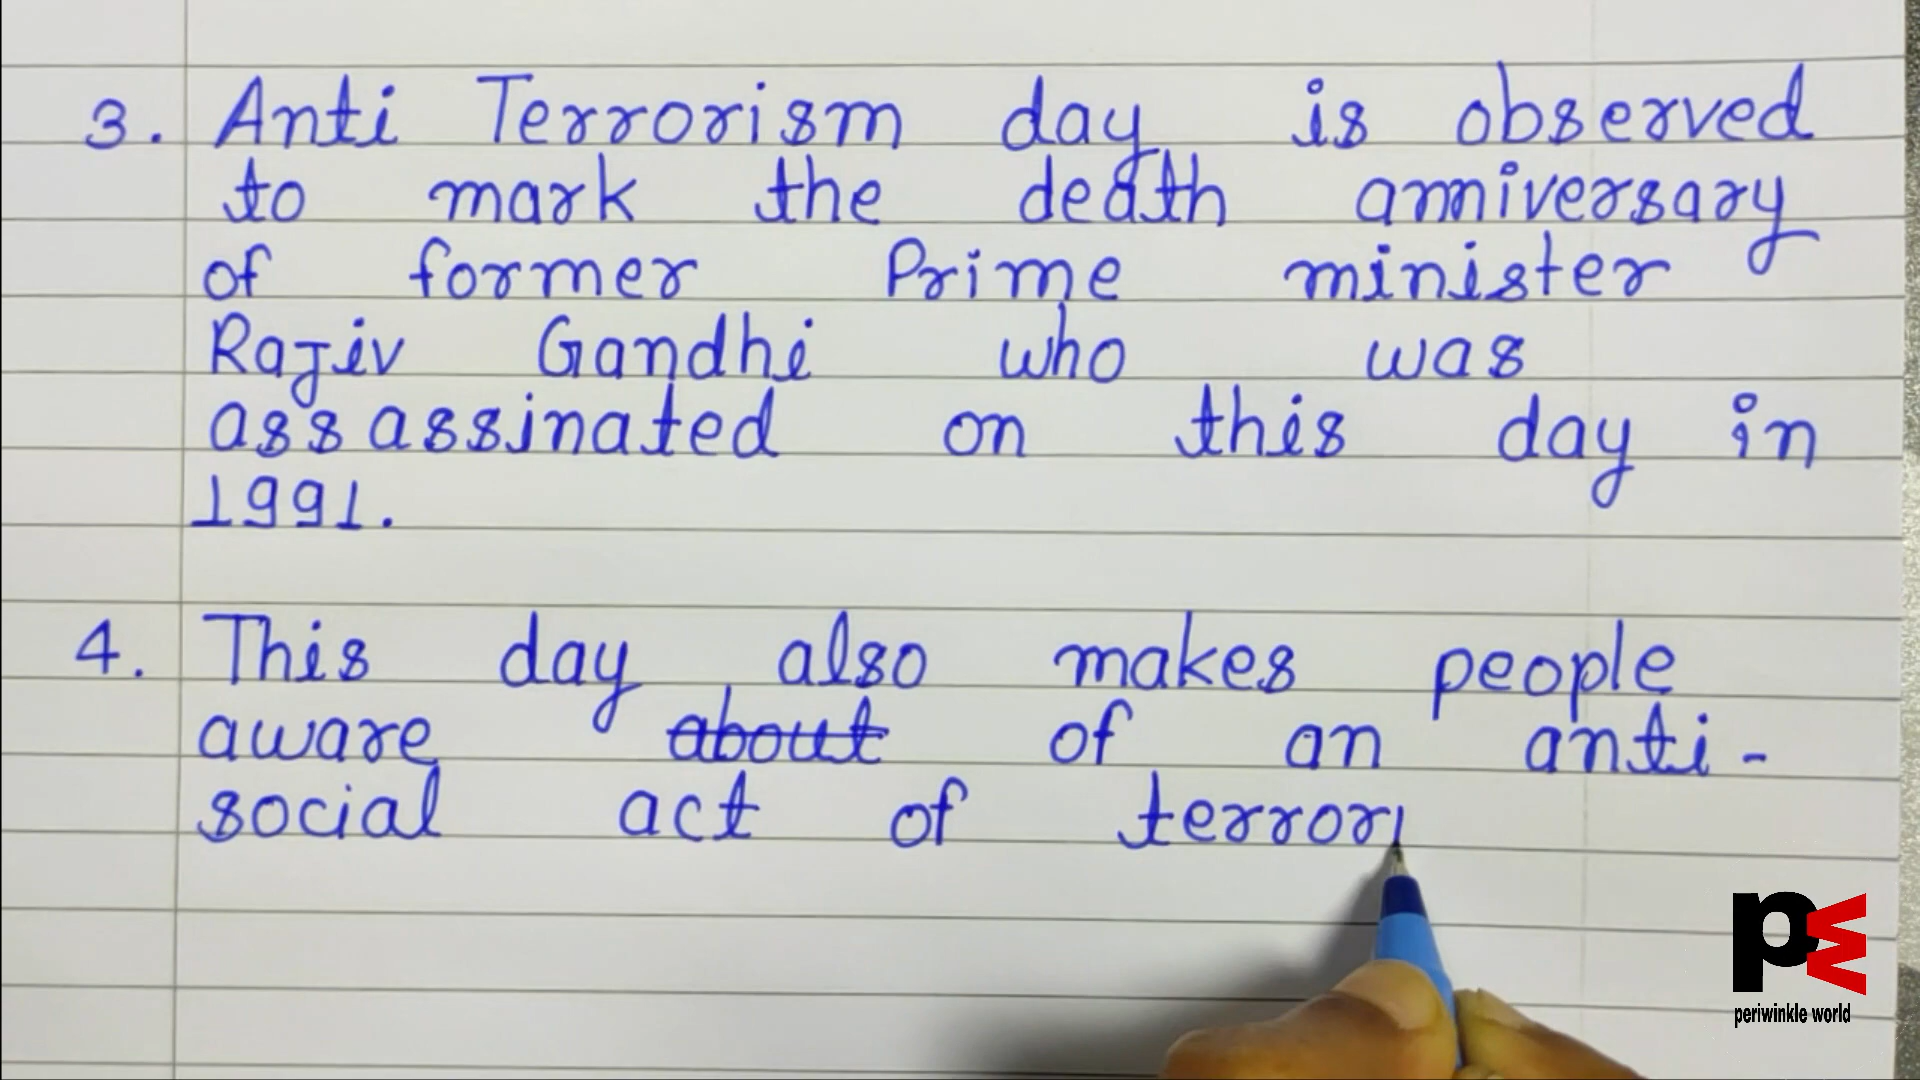 3. Anti Terrorism day is observed
to mark the death anniversary
of former Prime minister
Rajiv Gandhi who was
assassinated on this day in
1991.
4. This day also makes people
aware about of an anti-
social act of terrori
PW
periwinkle world